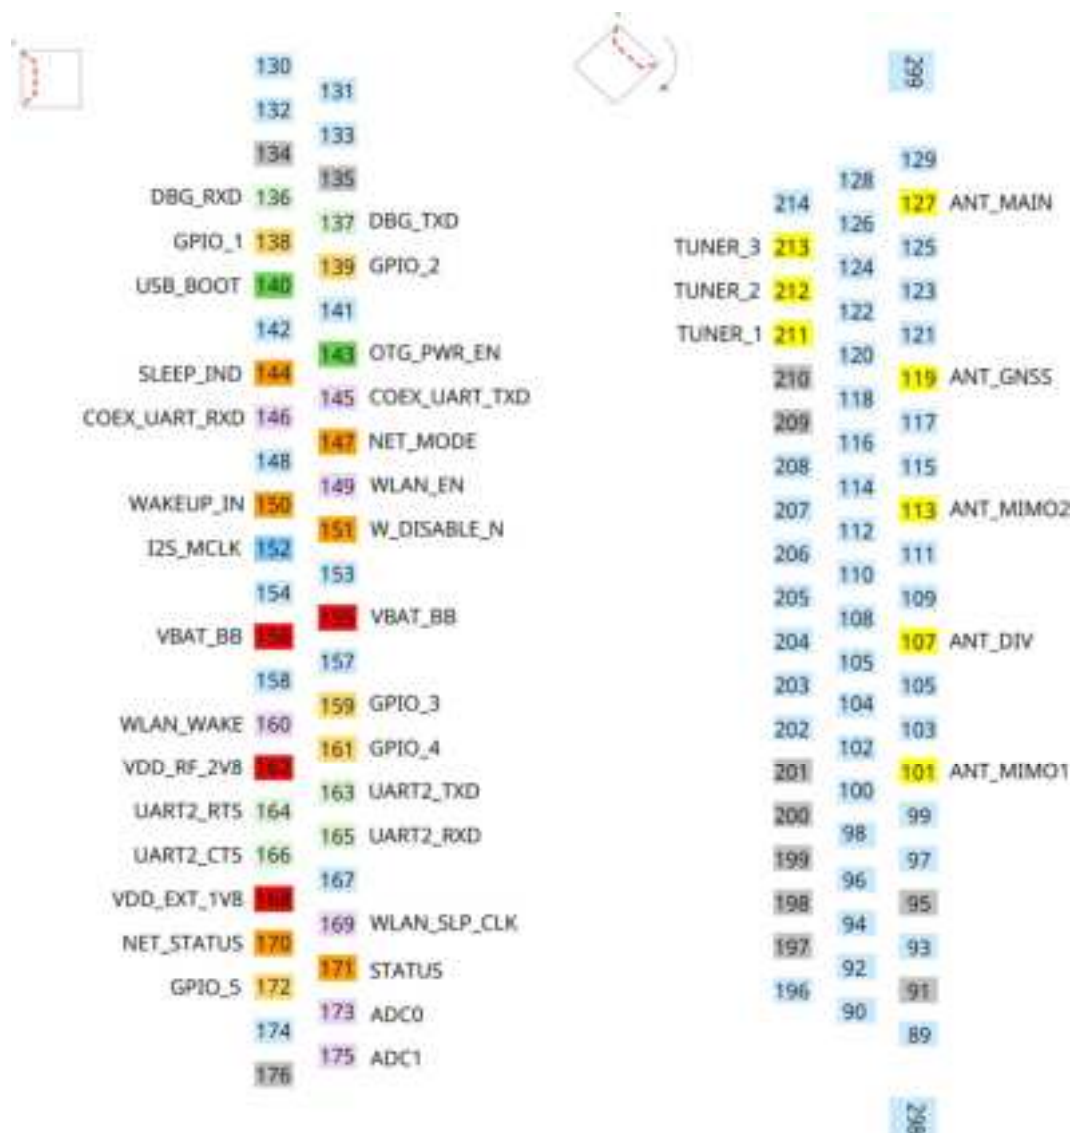 130
131
132
133
134
135
DBG_RXD 136
137 DBG_TXD
GPIO_1 138
139 GPIO_2
USB_BOOT 140
141
142
143 OTG_PWR_EN
SLEEP_IND 144
145 COEX_UART_TXD
COEX_UART_RXD 146
147 NET_MODE
148
149 WLAN_EN
WAKEUP_IN 150
151 W_DISABLE_N
I2S_MCLK 152
153
154
VBAT_BB
VBAT_BB 156
157
158
159 GPIO_3
WLAN_WAKE 160
161 GPIO_4
VDD_RF_2V8 162
163 UART2_TXD
UART2_RTS 164
165 UART2_RXD
UART2_CTS 166
167
VDD_EXT_1V8 168
169 WLAN_SLP_CLK
NET_STATUS 170
171 STATUS
GPIO_5 172
173 ADC0
174
175 ADC1
176
299
129
128
214
127 ANT_MAIN
126
TUNER_3 213
125
124
TUNER_2 212
123
122
TUNER_1 211
121
120
210
119 ANT_GNSS
118
209
117
116
208
115
114
207
113 ANT_MIMO2
112
206
111
110
205
109
108
204
107 ANT_DIV
105
203
105
104
202
103
102
201
101 ANT_MIMO1
100
200
99
98
199
97
96
198
95
94
197
93
92
196
91
90
89
298